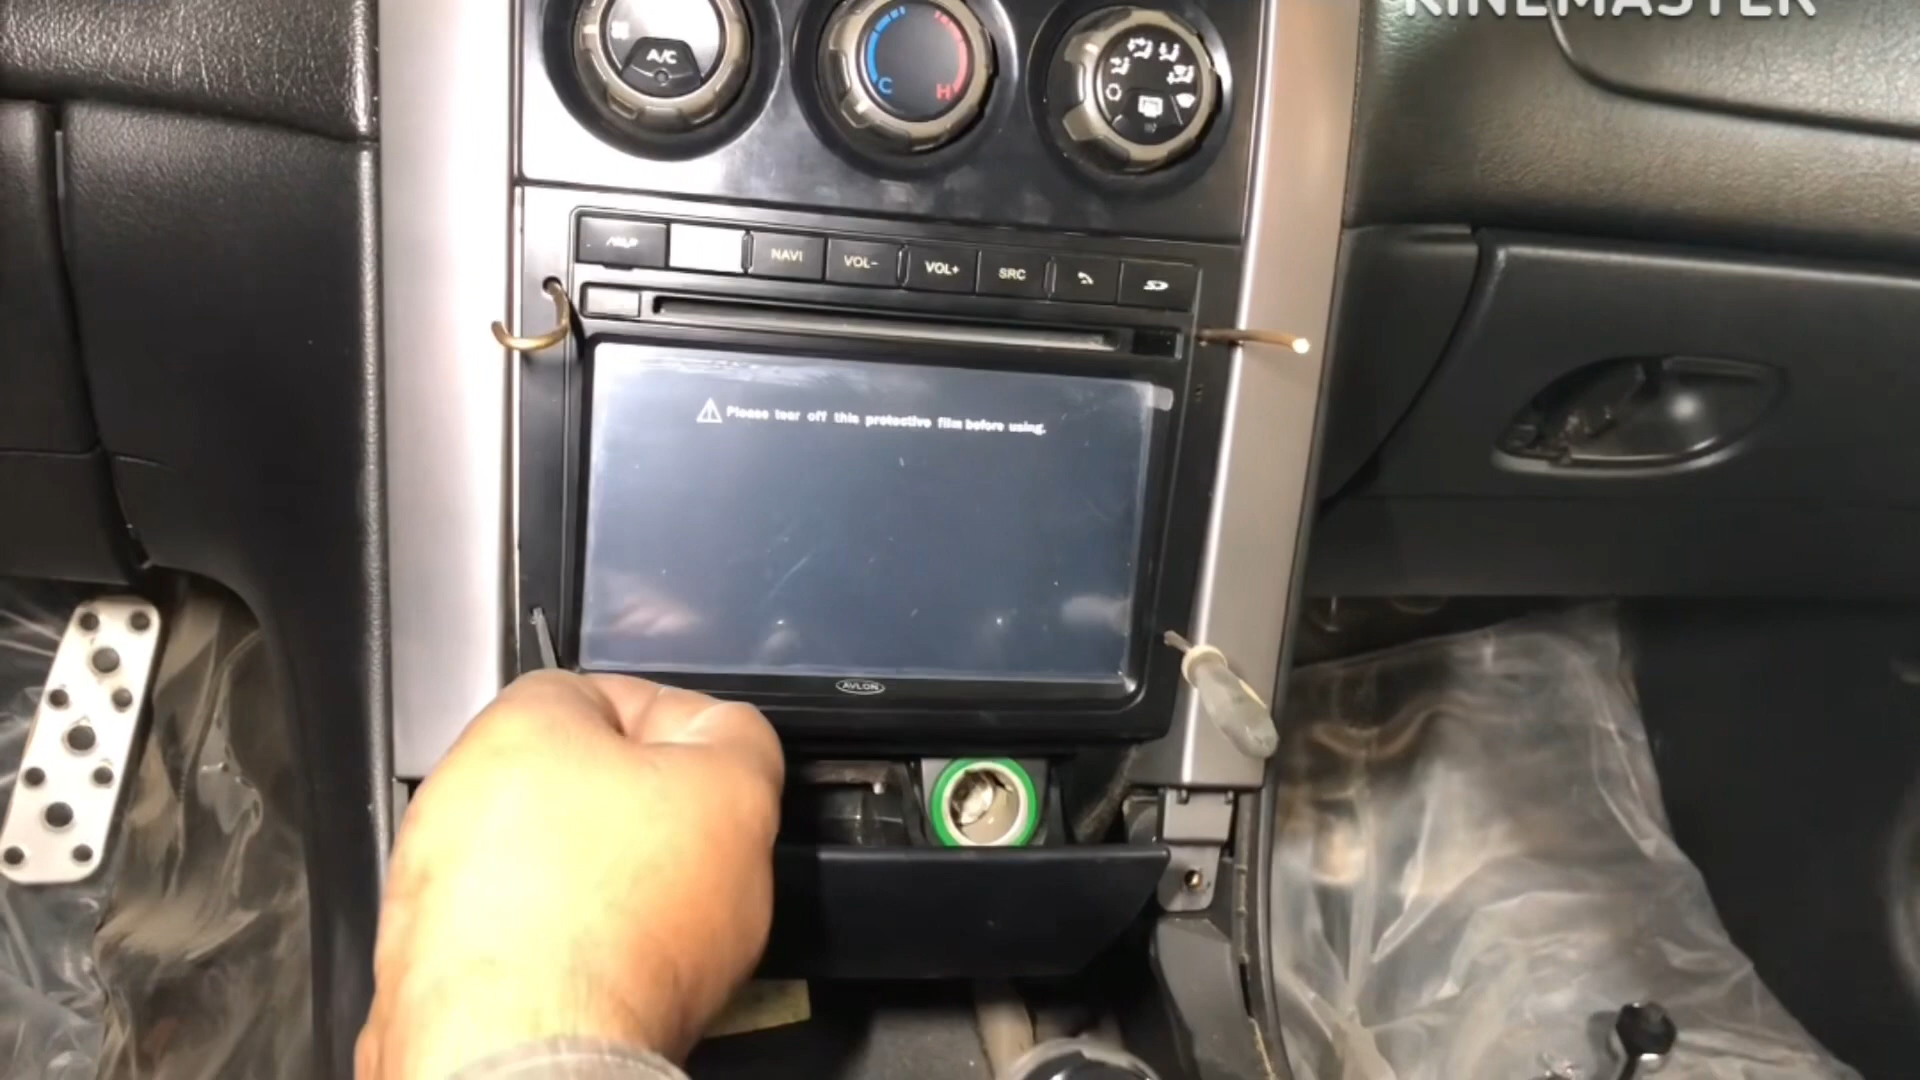 KINEMASTER
A/C
C H
NAVI VOL- VOL+ SRC
Please tear off this protective film before using.
AVLON